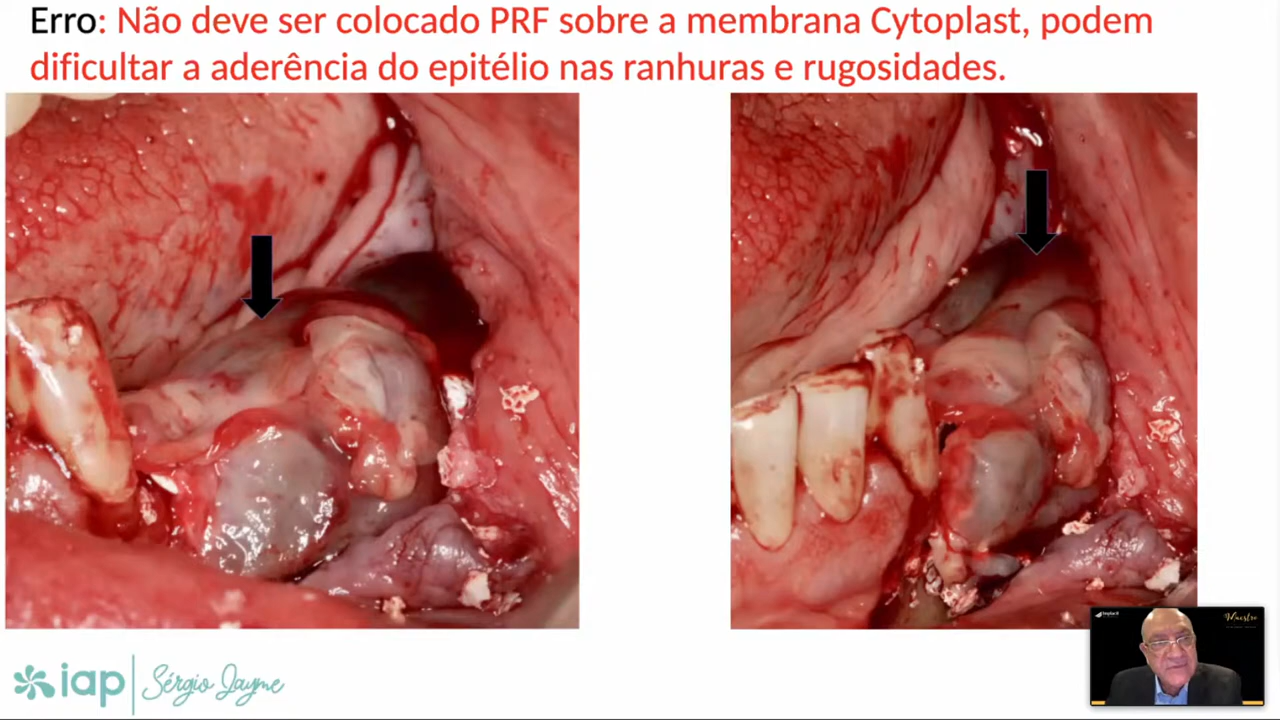 Erro: Não deve ser colocado PRF sobre a membrana Cytoplast, podem
dificultar a aderência do epitélio nas ranhuras e rugosidades.
Maestro
iap
Sérgio Jayme